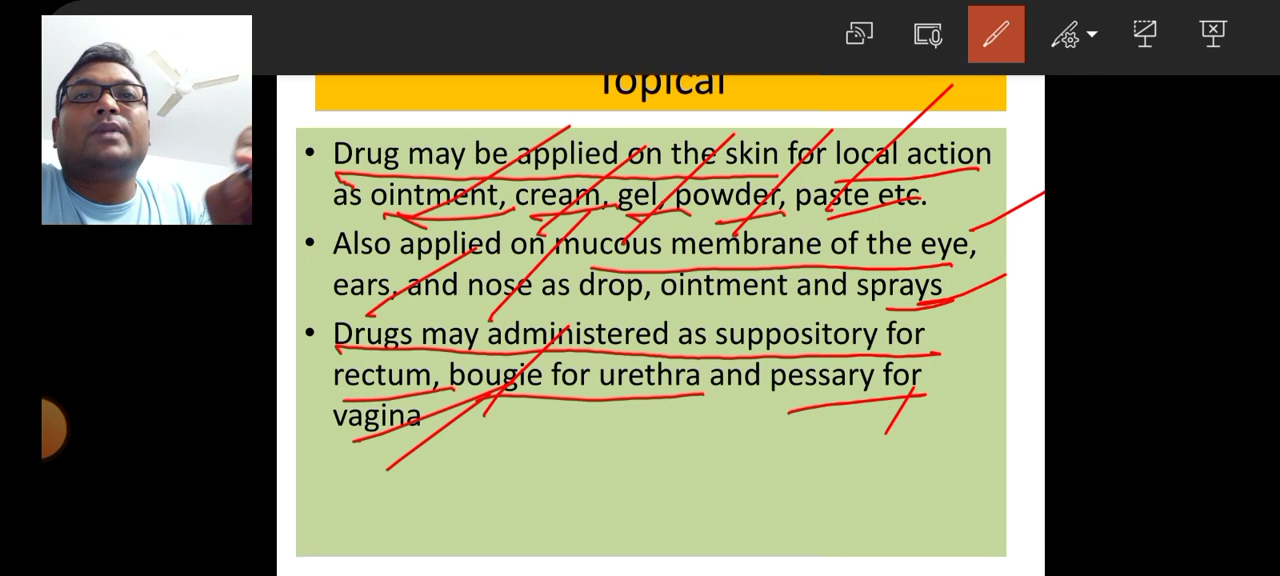 Topical
• Drug may be applied on the skin for local action
as ointment, cream, gel, powder, paste etc.
• Also applied on mucous membrane of the eye,
ears, and nose as drop, ointment and sprays
• Drugs may administered as suppository for
rectum, bougie for urethra and pessary for
vagina